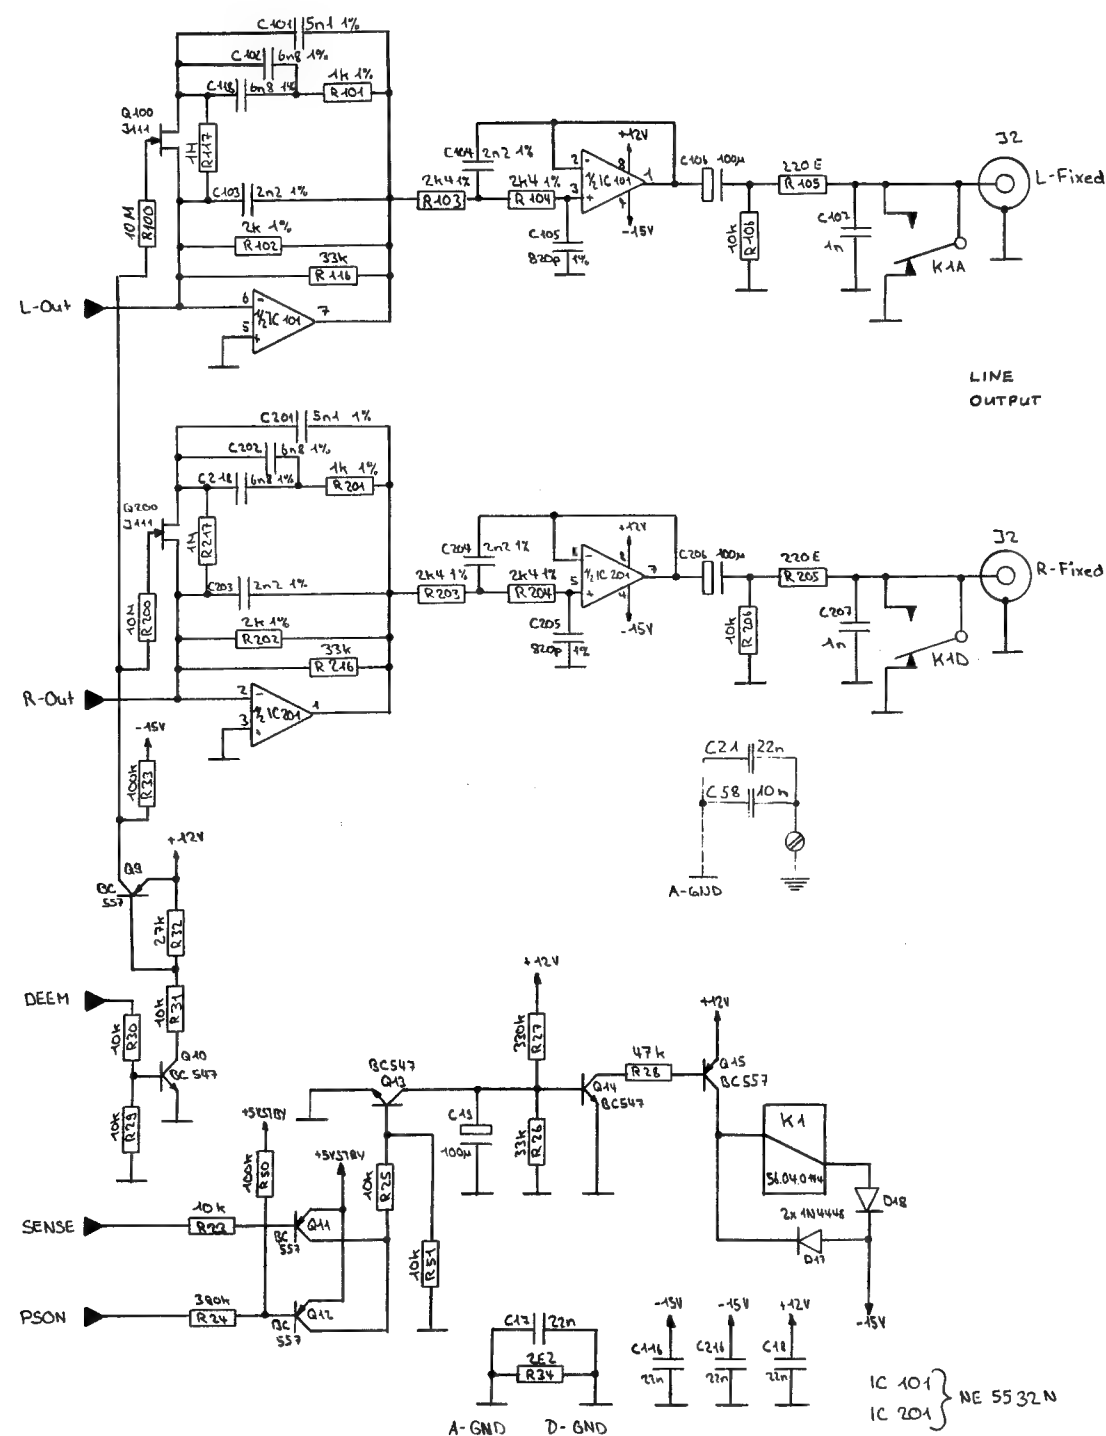 C101 5n1 1%
C102 6n8 1%
C118 6n8 1%
1k 1%
R101
Q100
J111
1M
R117
10M
R100
C103 2n2 1%
2k 1%
R102
33k
R116
L-Out
6
5
7
½ IC101
2k4 1%
R103
C104 2n2 1%
2k4 1%
R104
C105
820p 1%
+12V
8
2
3
1
4
½ IC101
-15V
C106 100µ
10k
R106
220E
R105
C107
1n
K1A
J2
L-Fixed
LINE
OUTPUT
C201 5n1 1%
C202 6n8 1%
C218 6n8 1%
1k 1%
R201
Q200
J111
1M
R217
10M
R200
C203 2n2 1%
2k 1%
R202
33k
R216
R-Out
2
3
1
½ IC201
2k4 1%
R203
C204 2n2 1%
2k4 1%
R204
C205
820p 1%
+12V
8
6
5
7
4
½ IC201
-15V
C206 100µ
10k
R206
220E
R205
C207
1n
K1D
J2
R-Fixed
-15V
100k
R33
C21 22n
C58 10n
A-GND
+12V
Q9
BC
557
27k
R32
DEEM
10k
R30
10k
R31
Q10
BC547
10k
R29
+5VSTBY
100k
R50
+5VSTBY
SENSE
10k
R23
BC
557
Q11
PSON
390k
R24
BC
557
Q12
BC547
Q13
10k
R25
10k
R51
C19
100µ
+12V
330k
R27
33k
R26
Q14
BC547
47k
R28
+12V
Q15
BC557
K1
56.04.0114
2x 1N4448
D18
D17
-15V
C17 22n
2E2
R34
A-GND
D-GND
-15V
C116
22n
-15V
C216
22n
+12V
C18
22n
IC 101
IC 201
NE 5532N